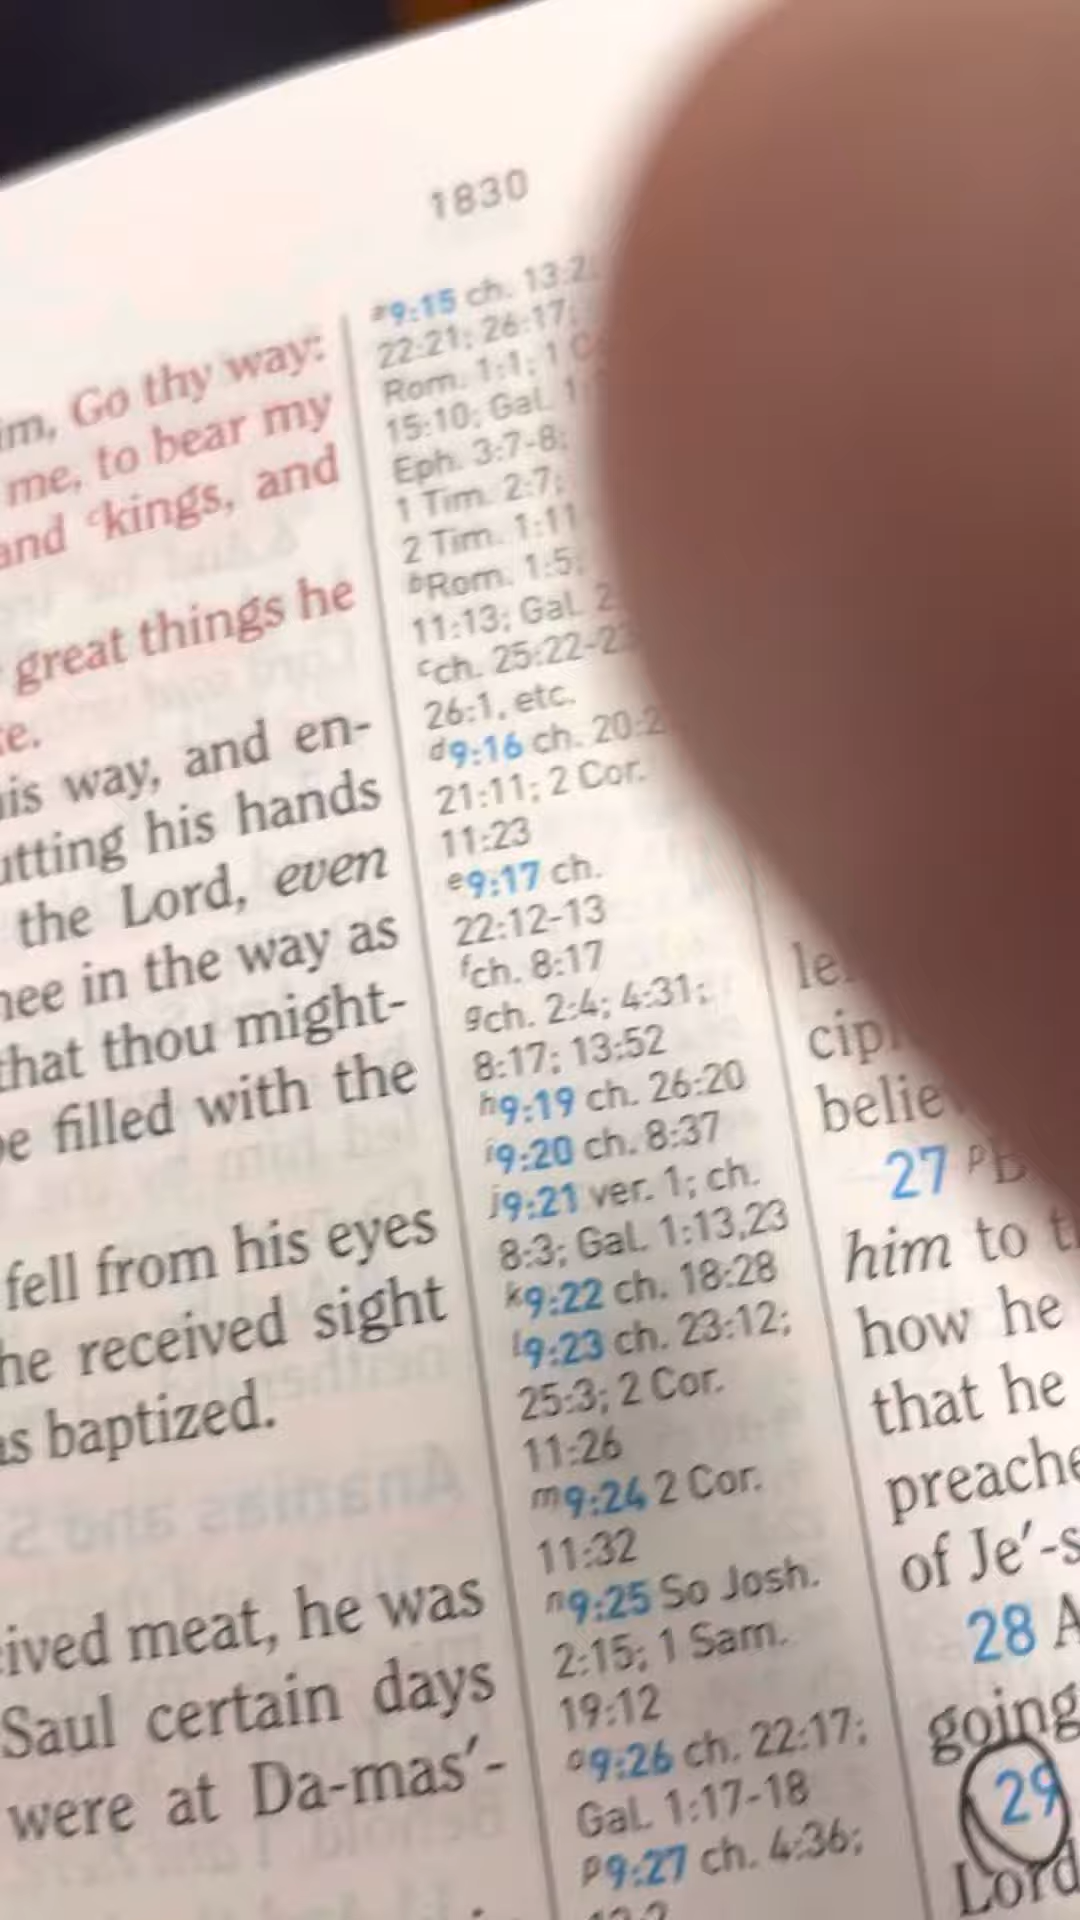 1830
im, Go thy way:
me, to bear my
and ckings, and
great things he
his way, and en-
utting his hands
the Lord, even
hee in the way as
that thou might-
be filled with the
fell from his eyes
he received sight
as baptized.
eived meat, he was
Saul certain days
were at Da-mas′-
a9:15 ch. 13:2
22:21; 26:17;
Rom. 1:1; 1
15:10; Gal.
Eph. 3:7-8;
1 Tim. 2:7;
2 Tim. 1:11
bRom. 1:5;
11:13; Gal. 2
cch. 25:22-23
26:1, etc.
d9:16 ch. 20:2
21:11; 2 Cor.
11:23
e9:17 ch.
22:12-13
fch. 8:17
gch. 2:4; 4:31;
8:17; 13:52
h9:19 ch. 26:20
i9:20 ch. 8:37
j9:21 ver. 1; ch.
8:3; Gal. 1:13,23
k9:22 ch. 18:28
l9:23 ch. 23:12;
25:3; 2 Cor.
11:26
m9:24 2 Cor.
11:32
n9:25 So Josh.
2:15; 1 Sam.
19:12
o9:26 ch. 22:17;
Gal. 1:17-18
p9:27 ch. 4:36;
le
cip
belie
27 pB
him to t
how he
that he
preache
of Je′-s
28 A
going
29
Lord